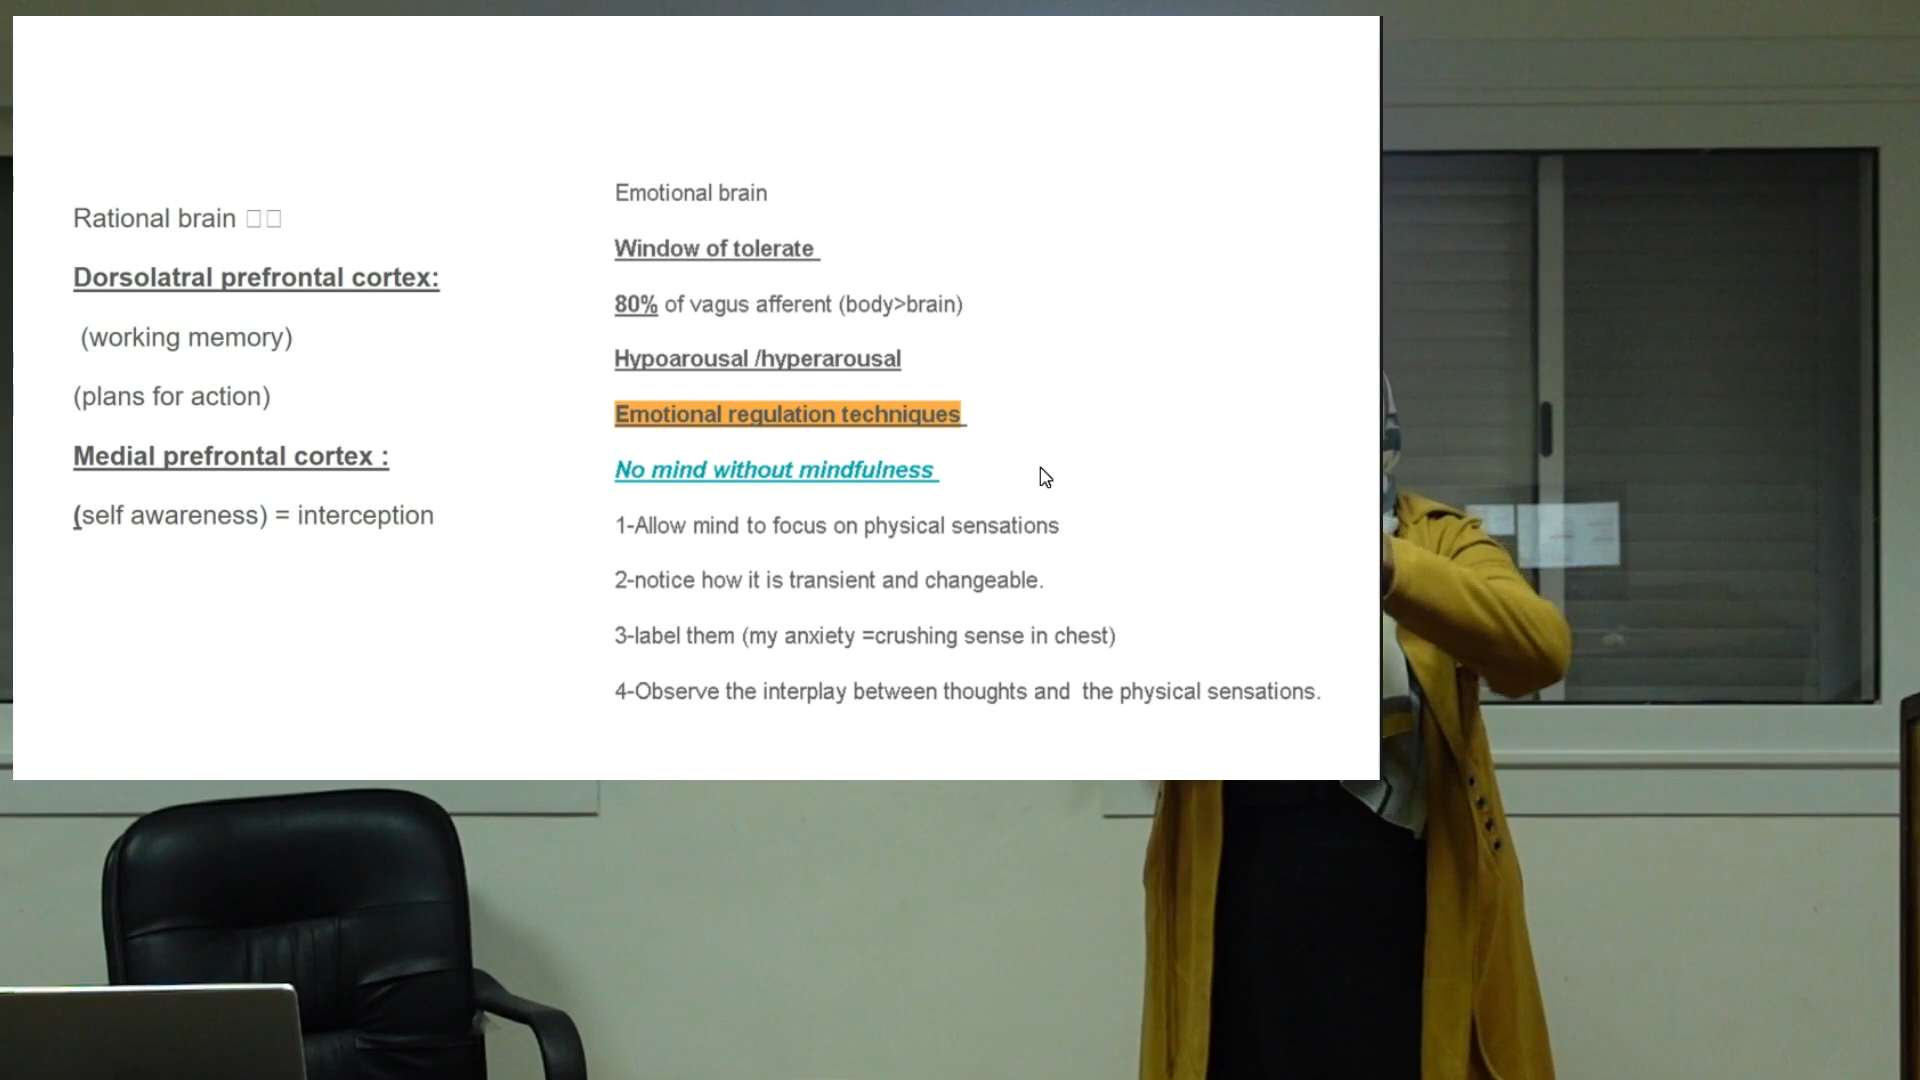 Rational brain
Dorsolatral prefrontal cortex:
(working memory)
(plans for action)
Medial prefrontal cortex :
(self awareness) = interception
Emotional brain
Window of tolerate
80% of vagus afferent (body>brain)
Hypoarousal /hyperarousal
Emotional regulation techniques
No mind without mindfulness
1-Allow mind to focus on physical sensations
2-notice how it is transient and changeable.
3-label them (my anxiety =crushing sense in chest)
4-Observe the interplay between thoughts and the physical sensations.